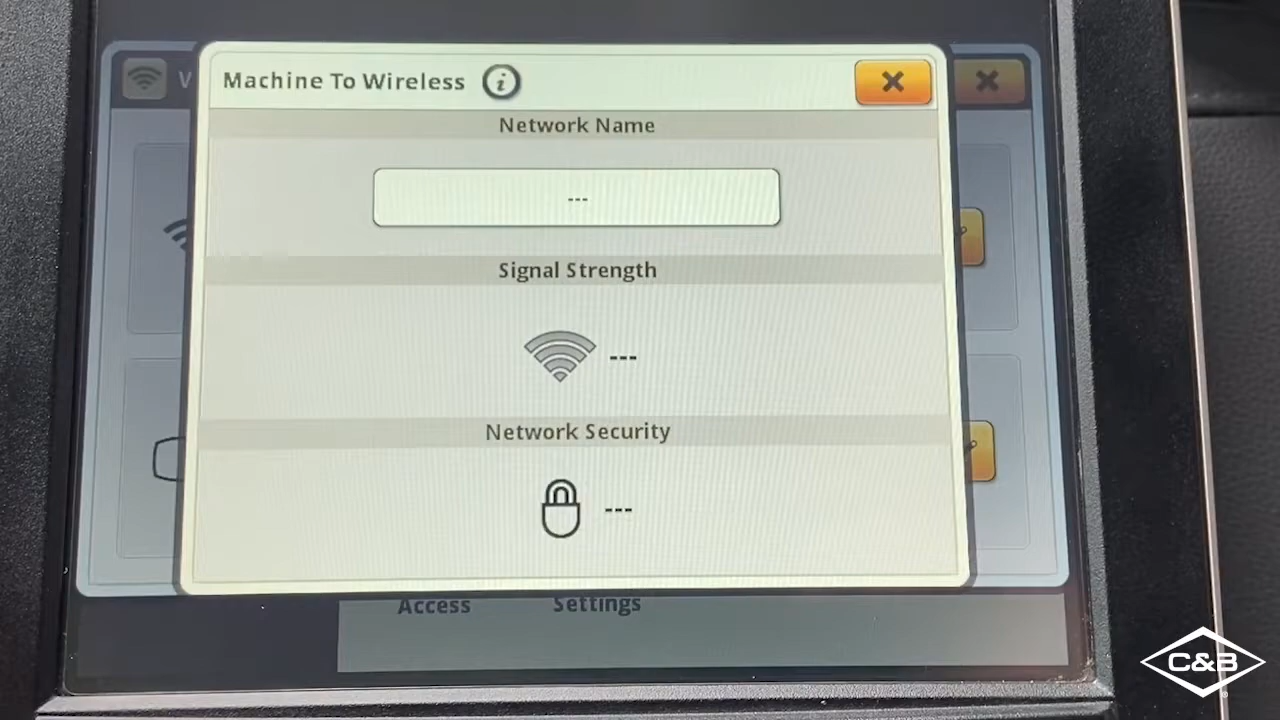 Machine To Wireless
Network Name
---
Signal Strength
---
Network Security
---
Access
Settings
C&B